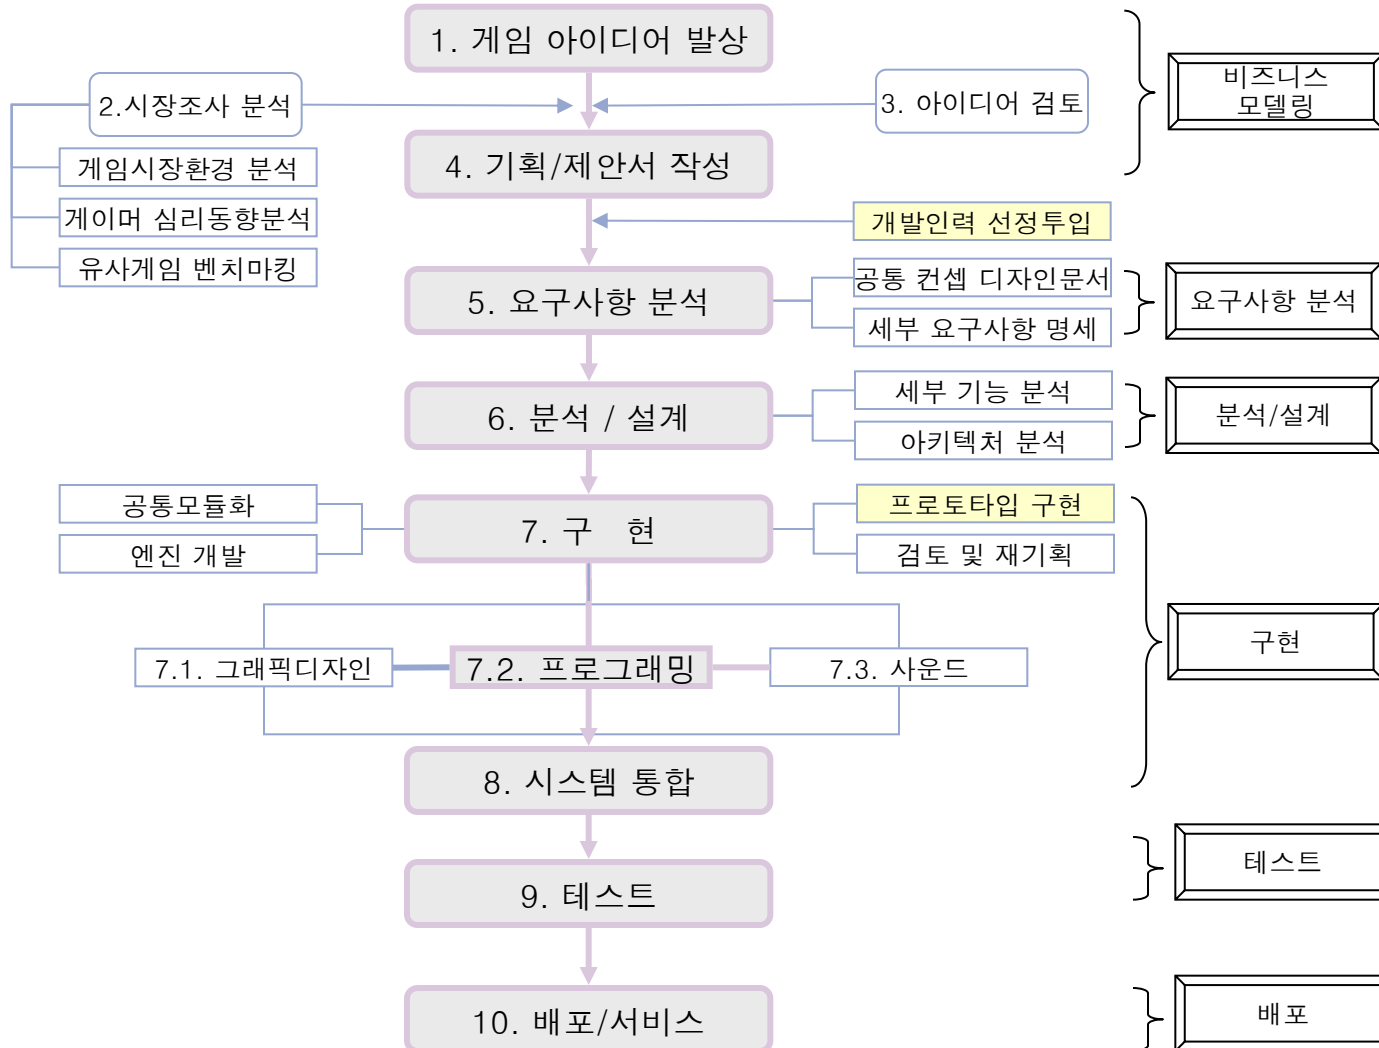 1. 게임 아이디어 발상
비즈니스
모델링
2.시장조사 분석
3. 아이디어 검토
4. 기획/제안서 작성
게임시장환경 분석
게이머 심리동향분석
유사게임 벤치마킹
개발인력 선정투입
5. 요구사항 분석
공통 컨셉 디자인문서
세부 요구사항 명세
요구사항 분석
6. 분석 / 설계
세부 기능 분석
아키텍처 분석
분석/설계
공통모듈화
엔진 개발
7. 구 현
프로토타입 구현
검토 및 재기획
7.1. 그래픽디자인
7.2. 프로그래밍
7.3. 사운드
구현
8. 시스템 통합
9. 테스트
테스트
10. 배포/서비스
배포